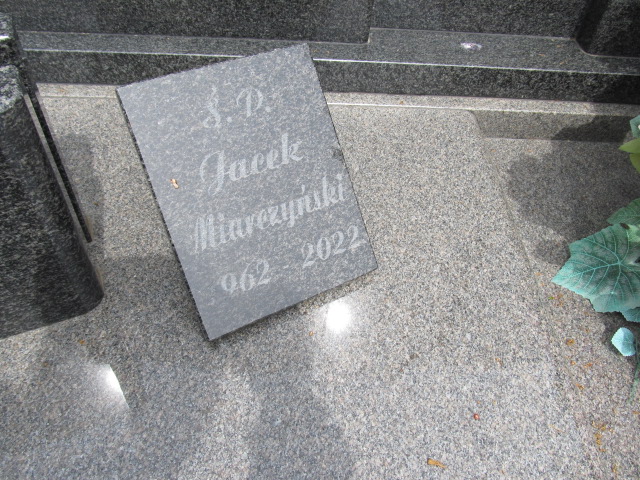 Ś. P.
Jacek
Miarczyński
962 - 2022